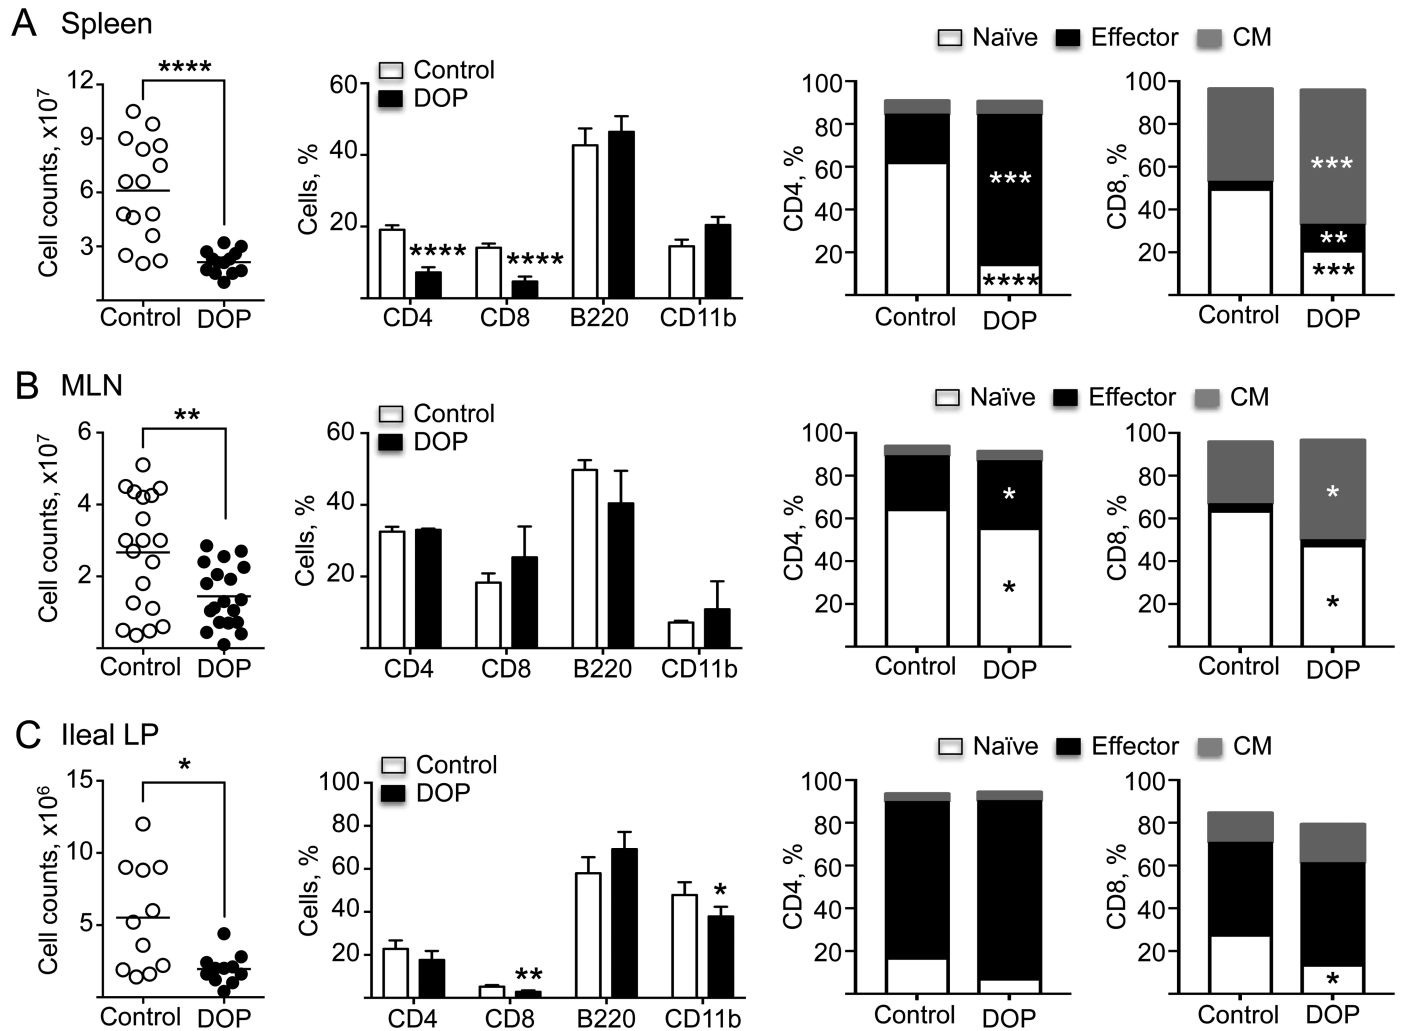 A Spleen
****
12
9
6
3
Cell counts, x10⁷
Control DOP
Control
DOP
60
40
20
Cells, %
**** ****
CD4 CD8 B220 CD11b
Naïve Effector CM
100
80
60
40
20
CD4, %
***
****
Control DOP
100
80
60
40
20
CD8, %
***
**
***
Control DOP
B MLN
**
6
4
2
Cell counts, x10⁷
Control DOP
Control
DOP
60
40
20
Cells, %
CD4 CD8 B220 CD11b
Naïve Effector CM
100
80
60
40
20
CD4, %
*
*
Control DOP
100
80
60
40
20
CD8, %
*
*
Control DOP
C Ileal LP
*
15
10
5
Cell counts, x10⁶
Control DOP
Control
DOP
100
80
60
40
20
Cells, %
** *
CD4 CD8 B220 CD11b
Naïve Effector CM
100
80
60
40
20
CD4, %
Control DOP
100
80
60
40
20
CD8, %
*
Control DOP